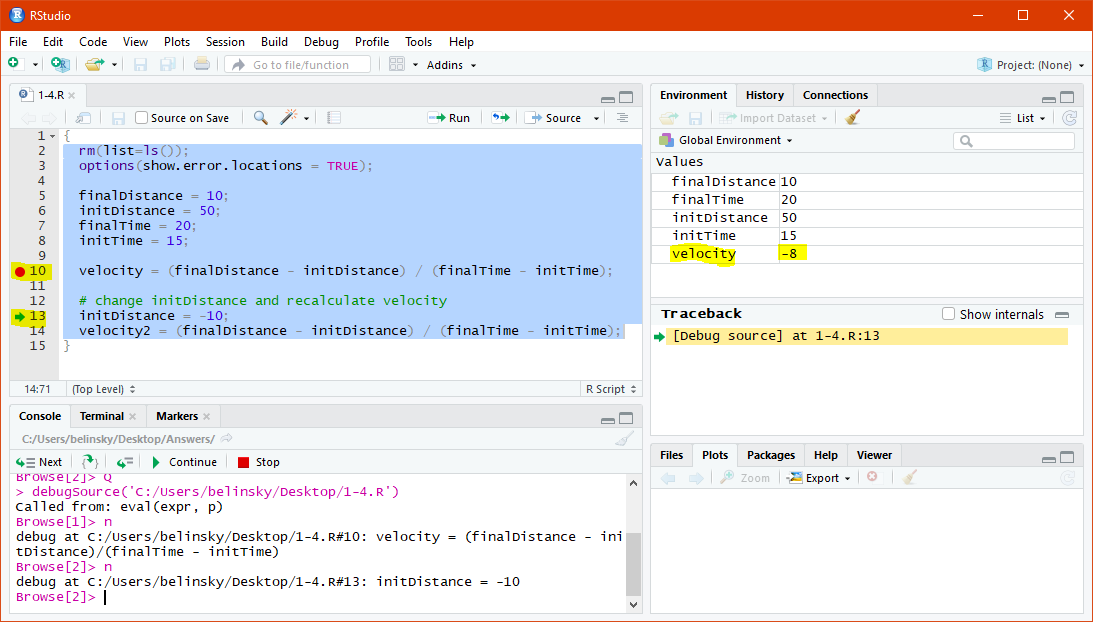 RStudio
File Edit Code View Plots Session Build Debug Profile Tools Help
Go to file/function Addins Project: (None)
1-4.R
Source on Save Run Source
1 {
2 rm(list=ls());
3 options(show.error.locations = TRUE);
4
5 finalDistance = 10;
6 initDistance = 50;
7 finalTime = 20;
8 initTime = 15;
9
10 velocity = (finalDistance - initDistance) / (finalTime - initTime);
11
12 # change initDistance and recalculate velocity
13 initDistance = -10;
14 velocity2 = (finalDistance - initDistance) / (finalTime - initTime);
15 }
14:71 (Top Level) R Script
Console Terminal Markers
C:/Users/belinsky/Desktop/Answers/
Next Continue Stop
Browse[2]> Q
> debugSource('C:/Users/belinsky/Desktop/1-4.R')
Called from: eval(expr, p)
Browse[1]> n
debug at C:/Users/belinsky/Desktop/1-4.R#10: velocity = (finalDistance - ini
tDistance)/(finalTime - initTime)
Browse[2]> n
debug at C:/Users/belinsky/Desktop/1-4.R#13: initDistance = -10
Browse[2]>
Environment History Connections
Import Dataset List
Global Environment
Values
finalDistance 10
finalTime 20
initDistance 50
initTime 15
velocity -8
Traceback Show internals
[Debug source] at 1-4.R:13
Files Plots Packages Help Viewer
Zoom Export